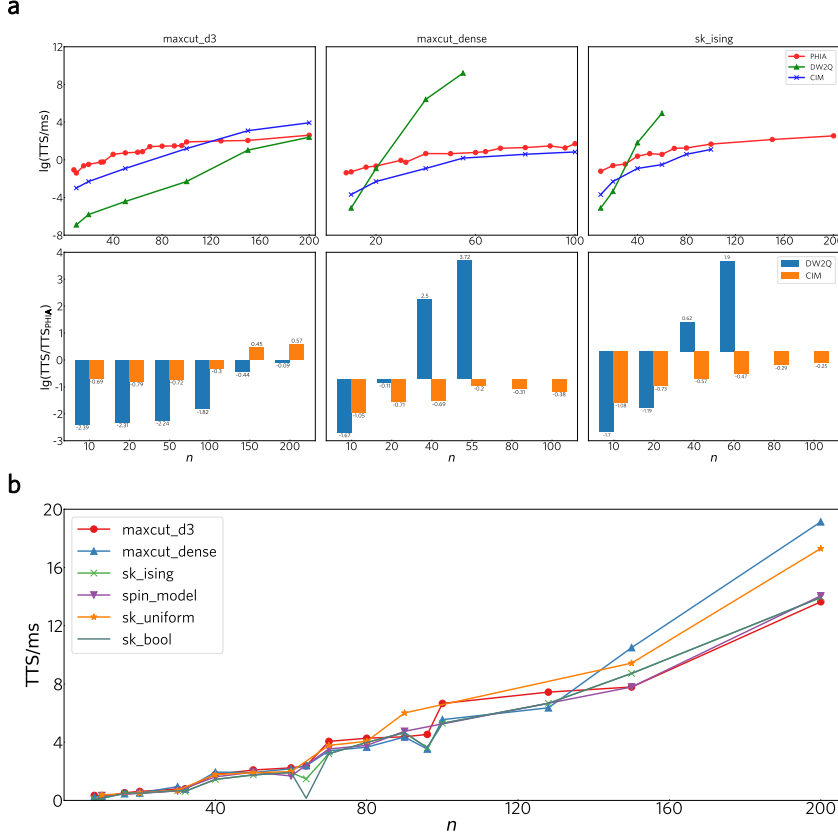 a
maxcut_d3
maxcut_dense
sk_ising
lg(TTS/ms)
12
8
4
0
-4
-8
40 80 120 160 200
20 60 100
40 80 120 160 200
PHIA
DW2Q
CIM
lg(TTS/TTS PHIA)
4
3
2
1
0
-1
-2
-3
-2.39 -0.69 -2.31 -0.79 -2.24 -0.72 -1.82 -0.3 -0.44 0.45 -0.09 0.57
10 20 50 100 150 200
n
-1.67 -1.05 -0.11 -0.71 2.5 -0.69 3.72 -0.2 -0.31 -0.38
10 20 40 55 80 100
n
-1.7 -1.08 -1.19 -0.73 0.62 -0.57 1.9 -0.47 -0.29 -0.25
10 20 40 60 80 100
n
DW2Q
CIM
b
TTS/ms
20
16
12
8
4
0
maxcut_d3
maxcut_dense
sk_ising
spin_model
sk_uniform
sk_bool
40 80 120 160 200
n